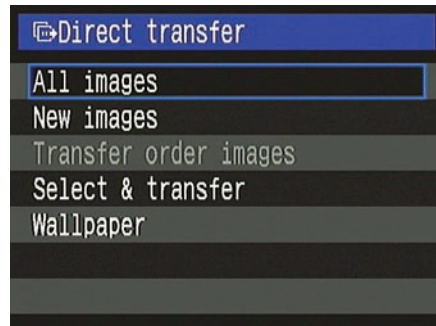 Direct transfer
All images
New images
Transfer order images
Select & transfer
Wallpaper